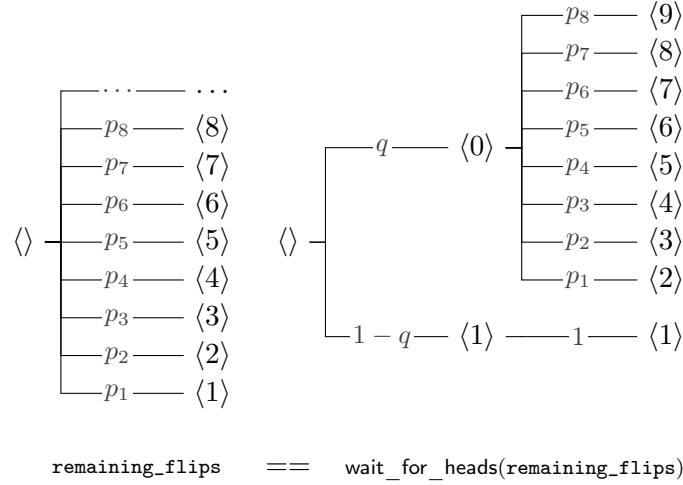 p₈ ⟨9⟩
p₇ ⟨8⟩
… … p₆ ⟨7⟩
p₈ ⟨8⟩ p₅ ⟨6⟩
⟨7⟩ q ⟨0⟩
p₇ p₄ ⟨5⟩
p₆ ⟨6⟩ p₃ ⟨4⟩
⟨⟩ p₅ ⟨5⟩ ⟨⟩ p₂ ⟨3⟩
p₄ ⟨4⟩ p₁ ⟨2⟩
p₃ ⟨3⟩ 1 − q ⟨1⟩ 1 ⟨1⟩
p₂ ⟨2⟩
p₁ ⟨1⟩
remaining_flips == wait_for_heads(remaining_flips)